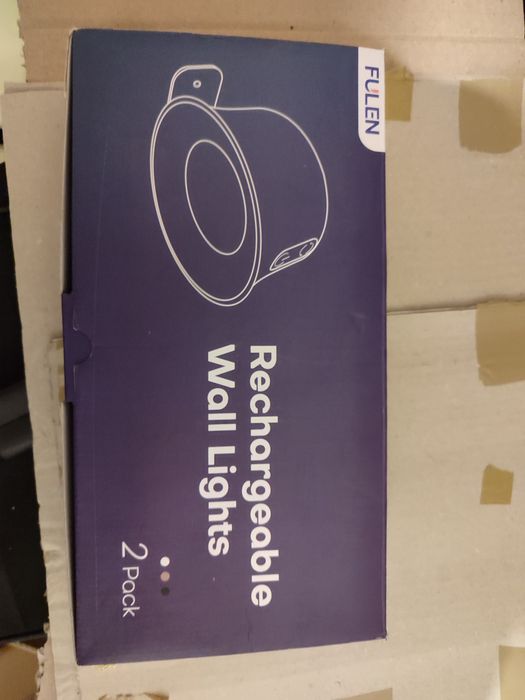 FULEN
Rechargeable
Wall Lights
2 Pack